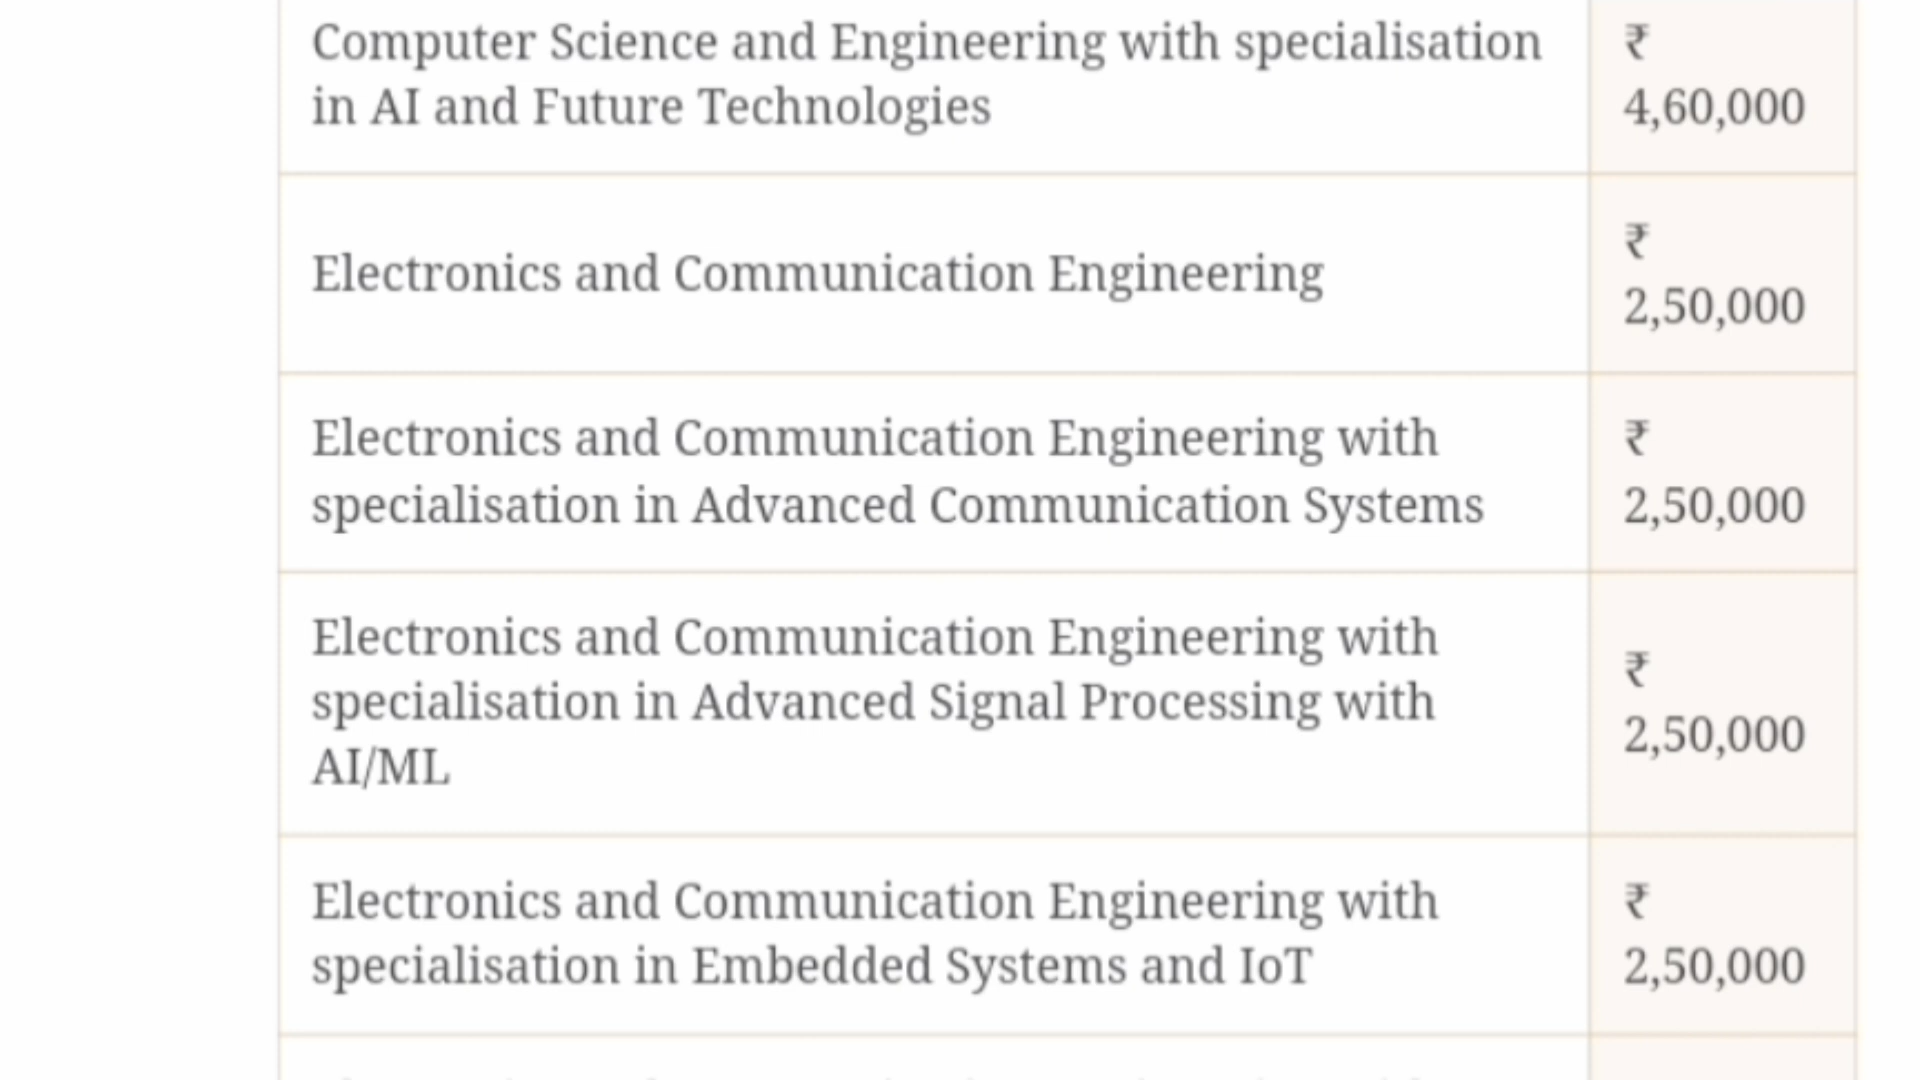 Computer Science and Engineering with specialisation
in AI and Future Technologies
₹
4,60,000
Electronics and Communication Engineering
₹
2,50,000
Electronics and Communication Engineering with
specialisation in Advanced Communication Systems
₹
2,50,000
Electronics and Communication Engineering with
specialisation in Advanced Signal Processing with
AI/ML
₹
2,50,000
Electronics and Communication Engineering with
specialisation in Embedded Systems and IoT
₹
2,50,000